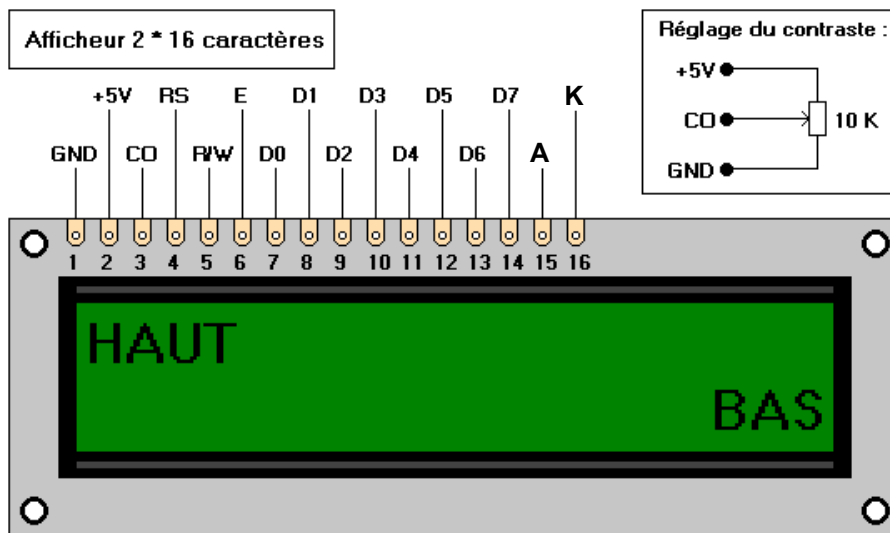 Afficheur 2 * 16 caractères
Réglage du contraste :
+5V
CO
10 K
GND
+5V RS E D1 D3 D5 D7 K
GND CO R/W D0 D2 D4 D6 A
1 2 3 4 5 6 7 8 9 10 11 12 13 14 15 16
HAUT
BAS